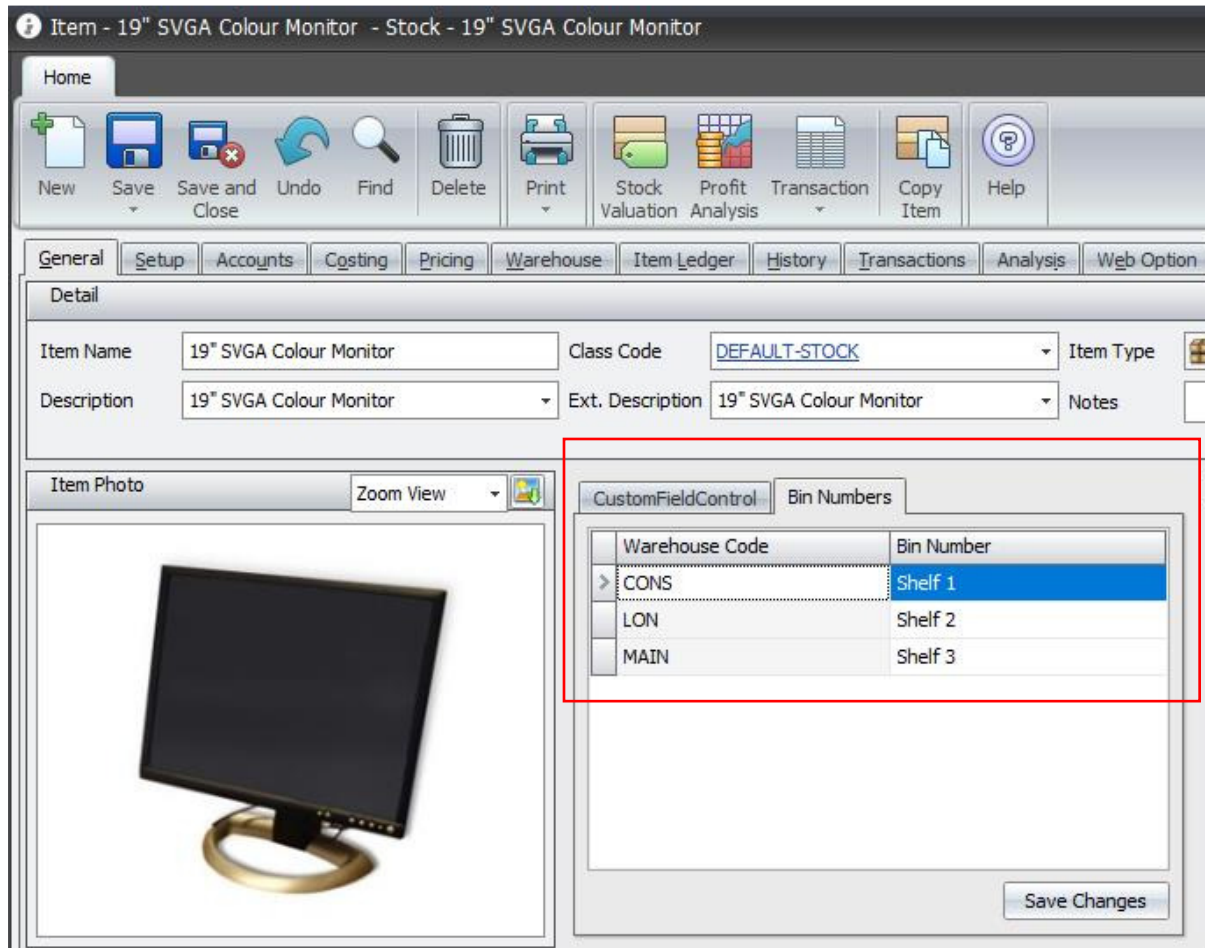 Item - 19" SVGA Colour Monitor - Stock - 19" SVGA Colour Monitor
Home
New Save Save and Close Undo Find Delete Print Stock Valuation Profit Analysis Transaction Copy Item Help
General Setup Accounts Costing Pricing Warehouse Item Ledger History Transactions Analysis Web Option
Detail
Item Name 19" SVGA Colour Monitor Class Code DEFAULT-STOCK Item Type
Description 19" SVGA Colour Monitor Ext. Description 19" SVGA Colour Monitor Notes
Item Photo Zoom View
CustomFieldControl Bin Numbers
Warehouse Code Bin Number
CONS Shelf 1
LON Shelf 2
MAIN Shelf 3
Save Changes